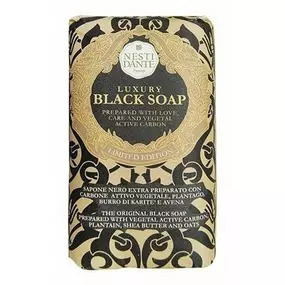 NESTI
DANTE
Firenze
LUXURY
BLACK SOAP
PREPARED WITH LOVE,
CARE AND VEGETAL
ACTIVE CARBON
LIMITED EDITION
SAPONE NERO EXTRA PREPARATO CON
CARBONE ATTIVO VEGETALE, PLANTAGO,
BURRO DI KARITE' E AVENA
THE ORIGINAL BLACK SOAP
PREPARED WITH VEGETAL ACTIVE CARBON,
PLANTAIN, SHEA BUTTER AND OATS